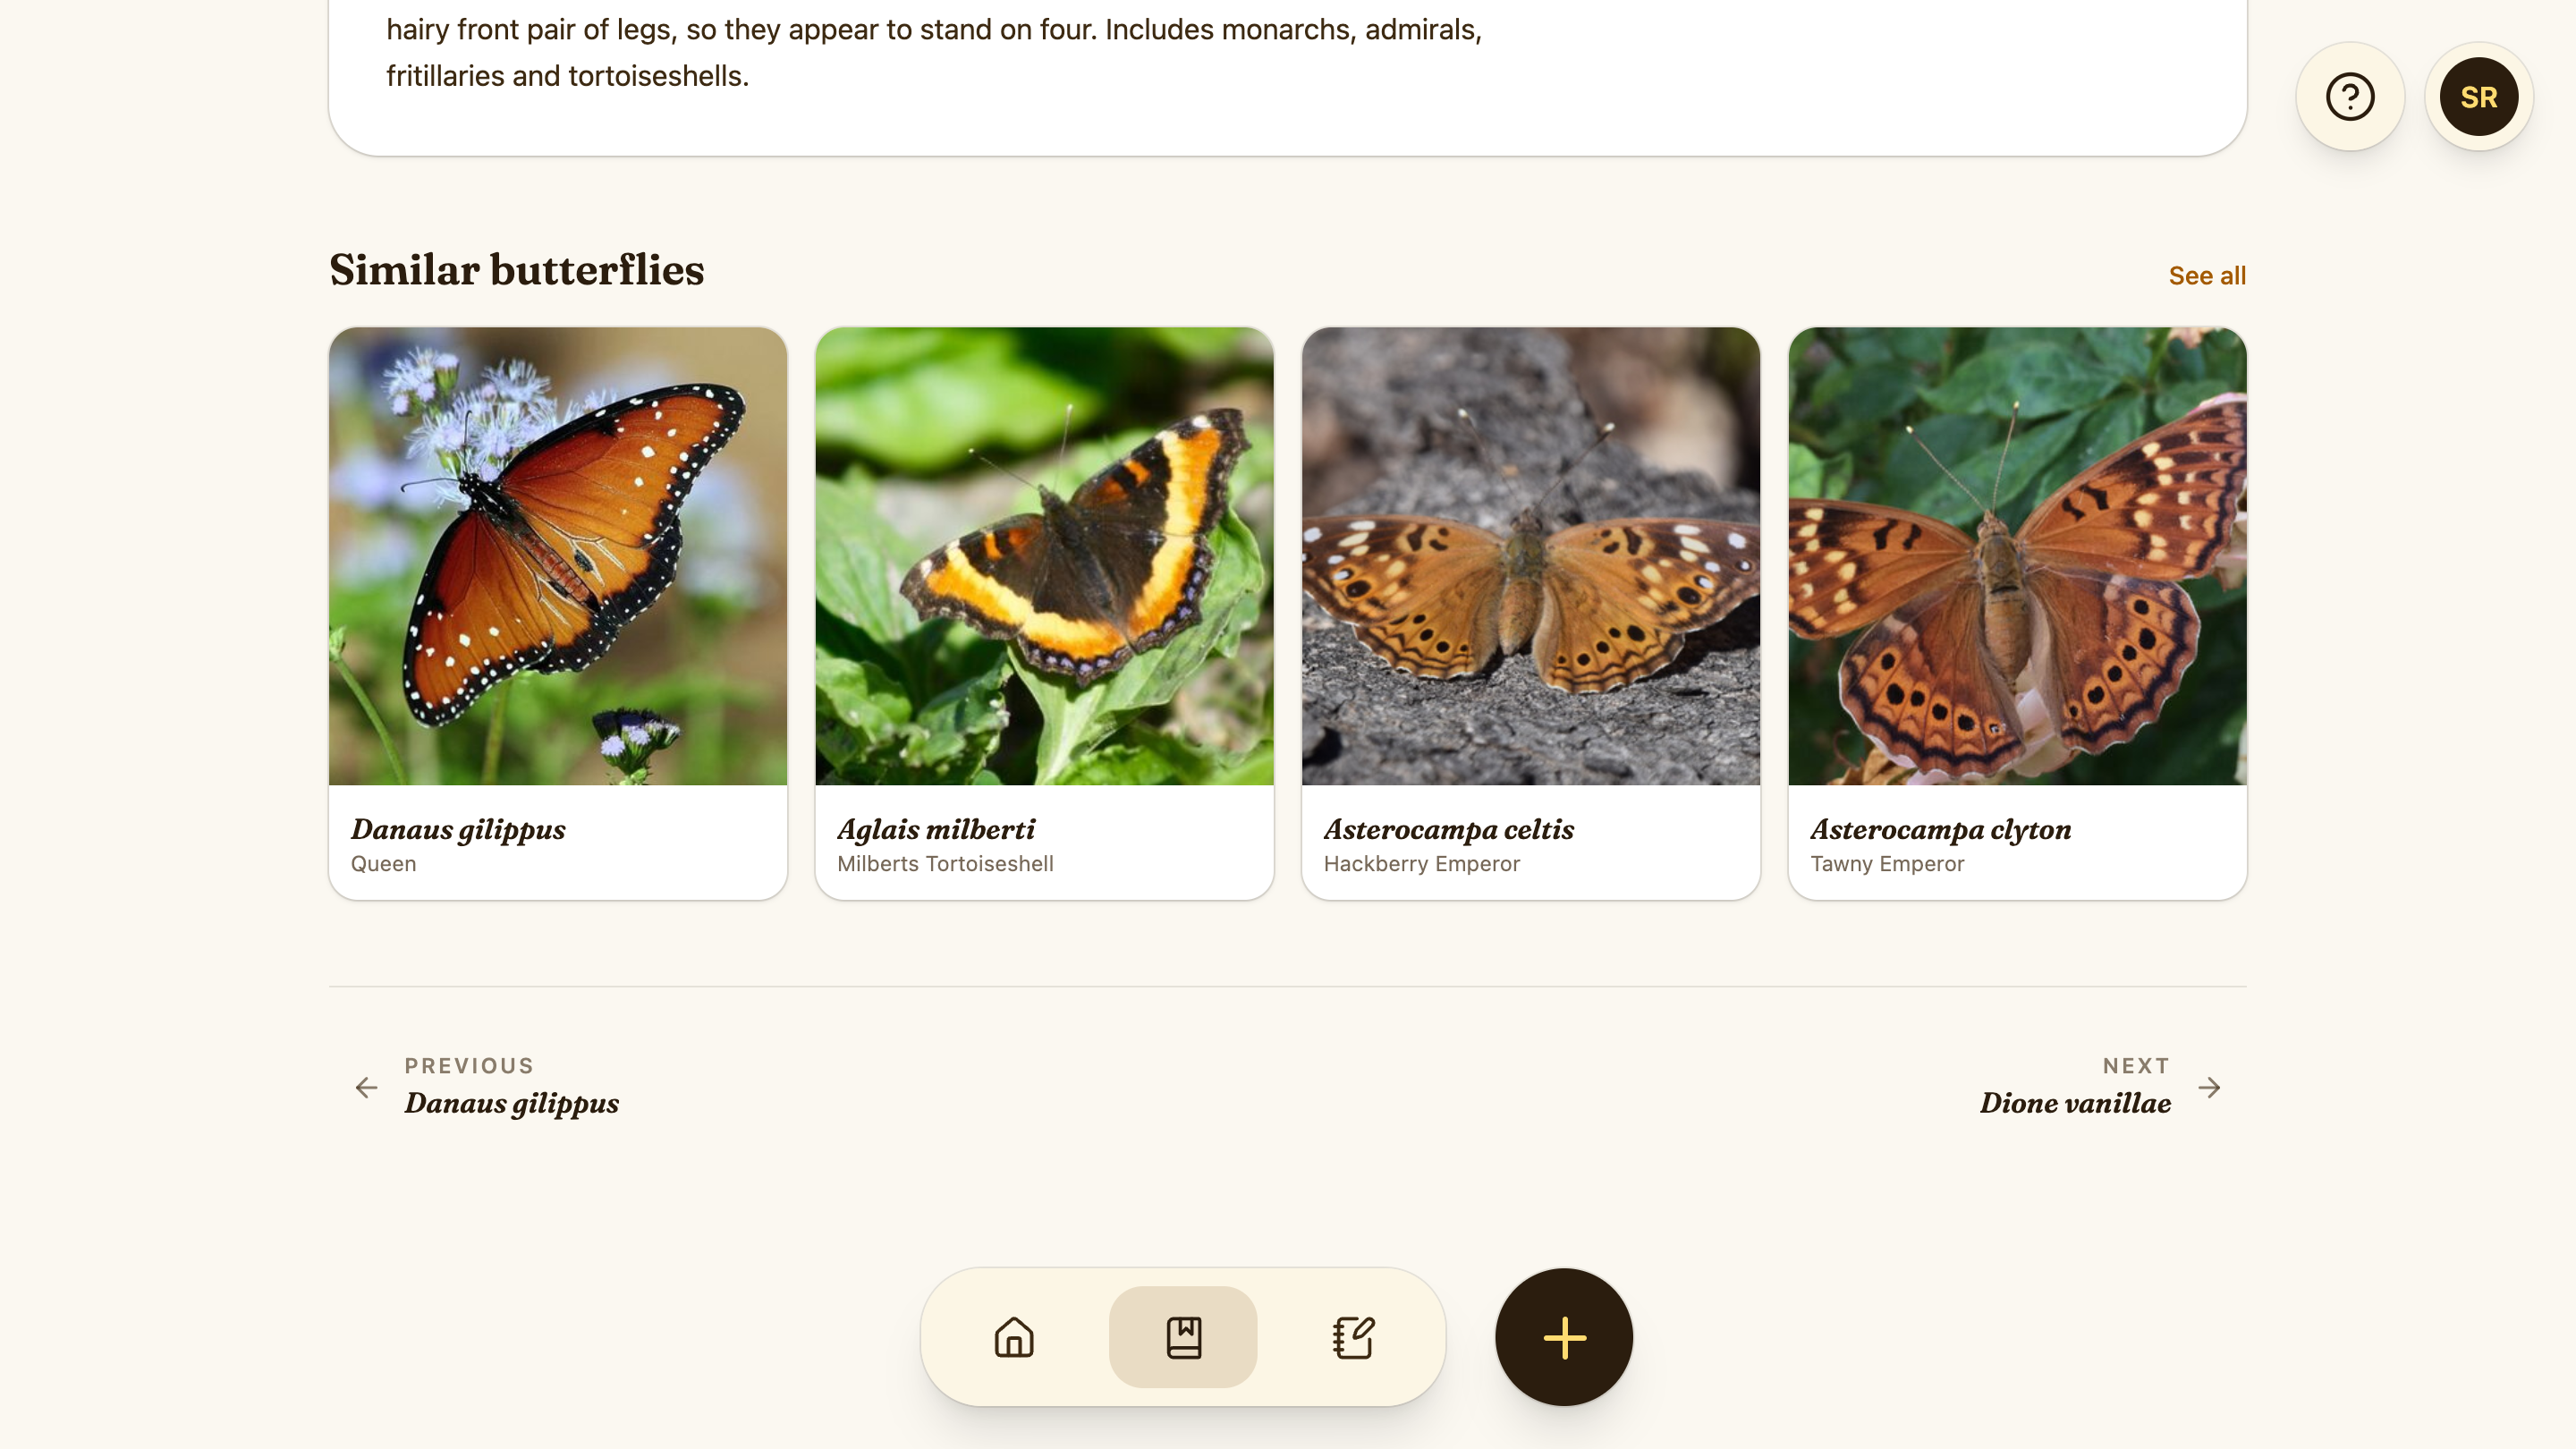 hairy front pair of legs, so they appear to stand on four. Includes monarchs, admirals,
fritillaries and tortoiseshells.
SR
Similar butterflies
See all
Danaus gilippus
Queen
Aglais milberti
Milberts Tortoiseshell
Asterocampa celtis
Hackberry Emperor
Asterocampa clyton
Tawny Emperor
PREVIOUS
Danaus gilippus
NEXT
Dione vanillae